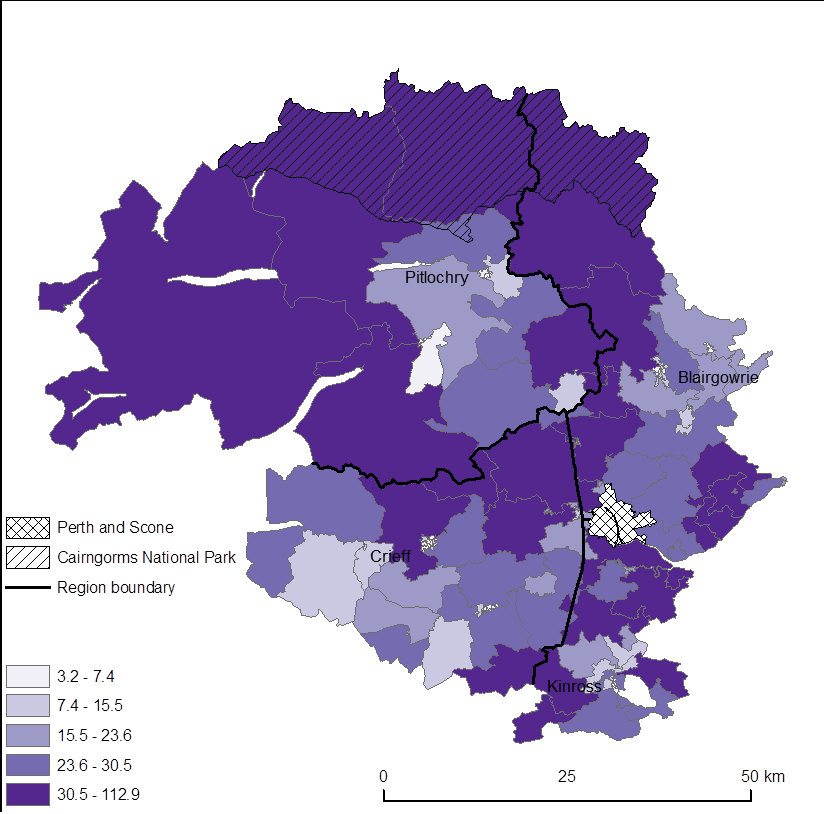 Pitlochry
Blairgowrie
Crieff
Kinross
Perth and Scone
Cairngorms National Park
Region boundary
3.2 - 7.4
7.4 - 15.5
15.5 - 23.6
23.6 - 30.5
30.5 - 112.9
0 25 50 km